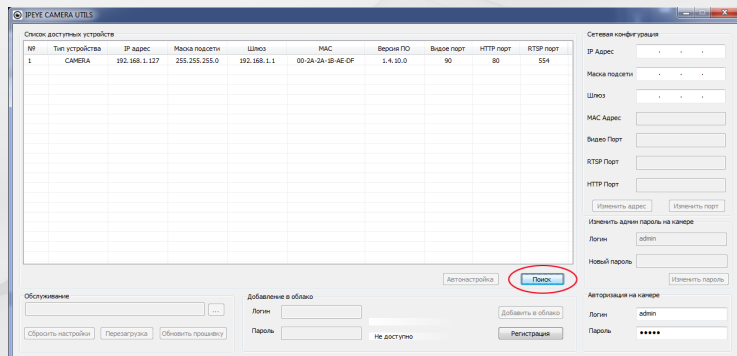 IPEYE CAMERA UTILS
Список доступных устройств
№ Тип устройства IP адрес Маска подсети Шлюз MAC Версия ПО Видое порт HTTP порт RTSP порт
1 CAMERA 192.168.1.127 255.255.255.0 192.168.1.1 00-2A-2A-1B-AE-DF 1.4.10.0 90 80 554
Автонастройка Поиск
Сетевая конфигурация
IP Адрес . . .
Маска подсети . . .
Шлюз . . .
MAC Адрес
Видео Порт
RTSP Порт
HTTP Порт
Изменить адрес Изменить порт
Изменить админ пароль на камере
Логин admin
Новый пароль
Изменить пароль
Обслуживание
...
Сбросить настройки Перезагрузка Обновить прошивку
Добавление в облако
Логин Добавить в облако
Пароль Не доступно Регистрация
Авторизация на камере
Логин admin
Пароль •••••